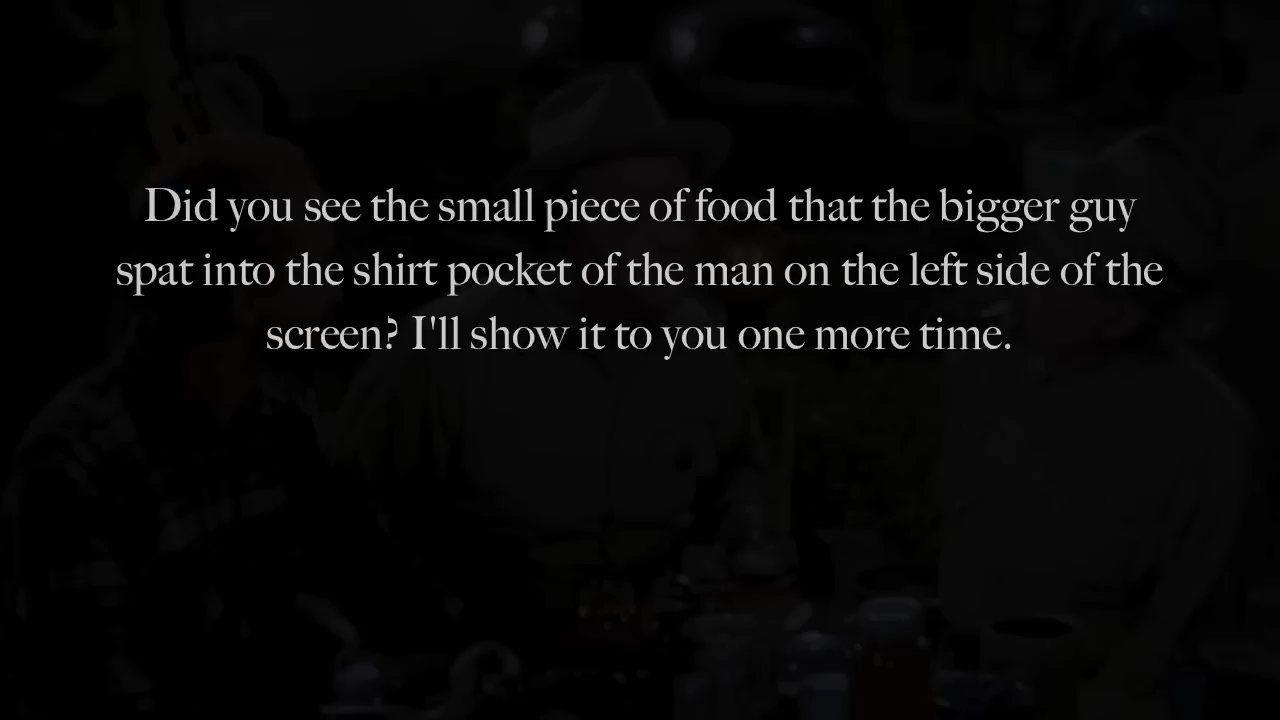 Did you see the small piece of food that the bigger guy
spat into the shirt pocket of the man on the left side of the
screen? I'll show it to you one more time.